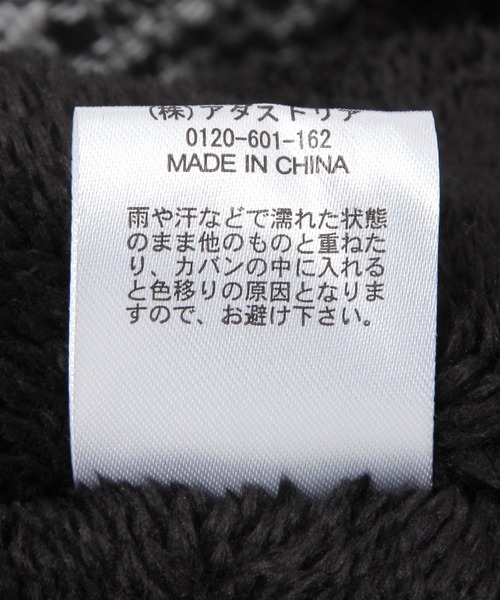 (株)アダストリア
0120-601-162
MADE IN CHINA
雨や汗などで濡れた状態
のまま他のものと重ねた
り、カバンの中に入れる
と色移りの原因となりま
すので、お避け下さい。